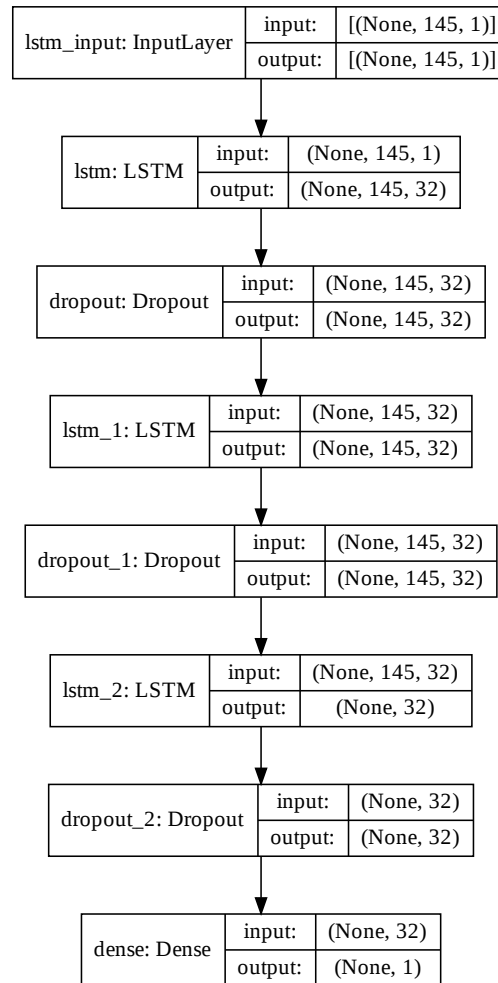 lstm_input: InputLayer
input: [(None, 145, 1)]
output: [(None, 145, 1)]
lstm: LSTM
input: (None, 145, 1)
output: (None, 145, 32)
dropout: Dropout
input: (None, 145, 32)
output: (None, 145, 32)
lstm_1: LSTM
input: (None, 145, 32)
output: (None, 145, 32)
dropout_1: Dropout
input: (None, 145, 32)
output: (None, 145, 32)
lstm_2: LSTM
input: (None, 145, 32)
output: (None, 32)
dropout_2: Dropout
input: (None, 32)
output: (None, 32)
dense: Dense
input: (None, 32)
output: (None, 1)